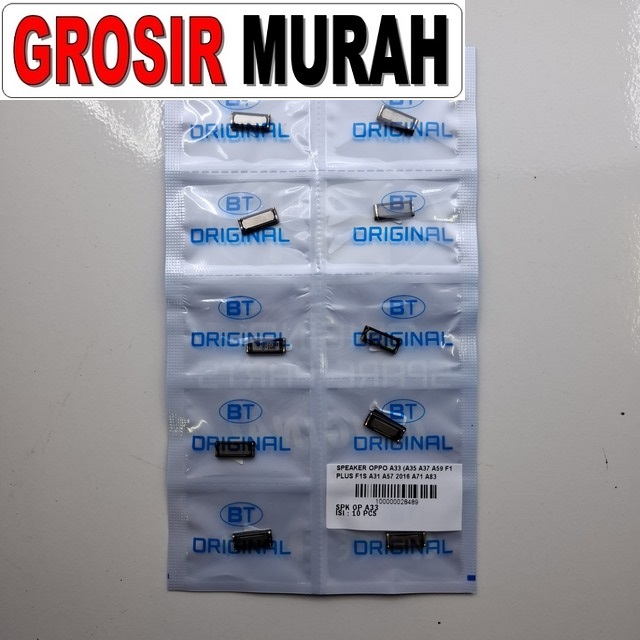 GROSIR MURAH
BT
ORIGINAL
BT
ORIGINAL
BT
ORIGINAL
BT
ORIGINAL
BT
ORIGINAL
BT
ORIGINAL
BT
ORIGINAL
BT
ORIGINAL
SPEAKER OPPO A33 (A35 A37 A59 F1
PLUS F1S A31 A57 2016 A71 A83
100000028489
SPK OP A33
ISI : 10 PCS
BT
ORIGINAL